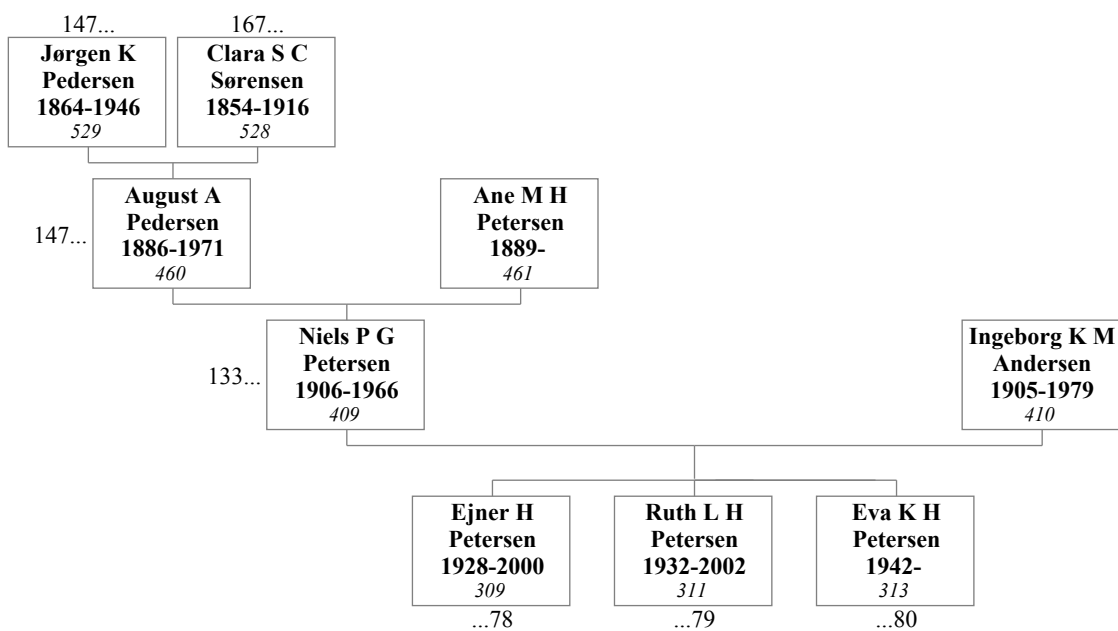 147...
167...
Jørgen K
Pedersen
1864-1946
529
Clara S C
Sørensen
1854-1916
528
147...
August A
Pedersen
1886-1971
460
Ane M H
Petersen
1889-
461
133...
Niels P G
Petersen
1906-1966
409
Ingeborg K M
Andersen
1905-1979
410
Ejner H
Petersen
1928-2000
309
...78
Ruth L H
Petersen
1932-2002
311
...79
Eva K H
Petersen
1942-
313
...80